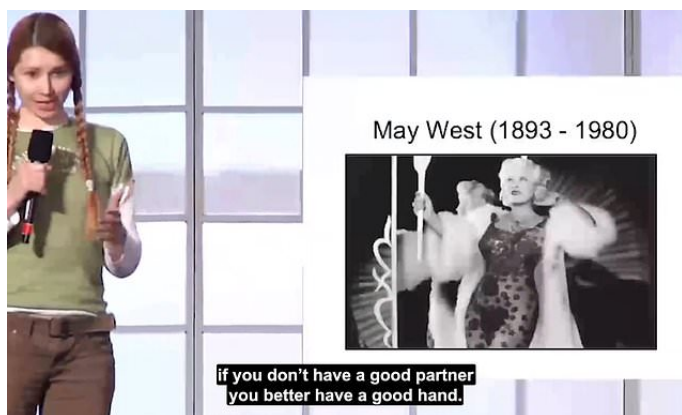 May West (1893 - 1980)
if you don't have a good partner
you better have a good hand.